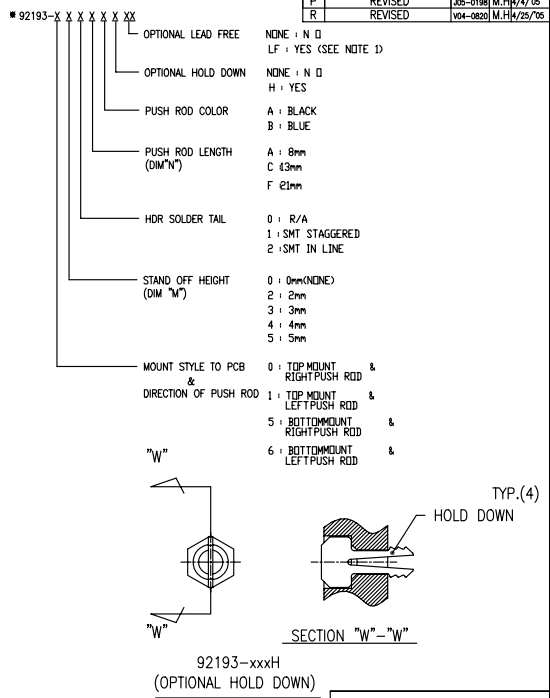 P REVISED J05-0198 M.H 4/4/'05
R REVISED V04-0820 M.H 4/25/'05
* 92193-X X X X X X XX
OPTIONAL LEAD FREE NONE : NO
LF : YES (SEE NOTE 1)
OPTIONAL HOLD DOWN NONE : NO
H : YES
PUSH ROD COLOR A : BLACK
B : BLUE
PUSH ROD LENGTH A : 8mm
(DIM"N") C :13mm
F :21mm
HDR SOLDER TAIL 0 : R/A
1 : SMT STAGGERED
2 : SMT IN LINE
STAND OFF HEIGHT 0 : 0mm(NONE)
(DIM "M") 2 : 2mm
3 : 3mm
4 : 4mm
5 : 5mm
MOUNT STYLE TO PCB 0 : TOP MOUNT &
& RIGHT PUSH ROD
DIRECTION OF PUSH ROD 1 : TOP MOUNT &
LEFT PUSH ROD
5 : BOTTOM MOUNT &
RIGHT PUSH ROD
6 : BOTTOM MOUNT &
LEFT PUSH ROD
"W"
TYP.(4)
HOLD DOWN
"W"
SECTION "W"-"W"
92193-xxxH
(OPTIONAL HOLD DOWN)